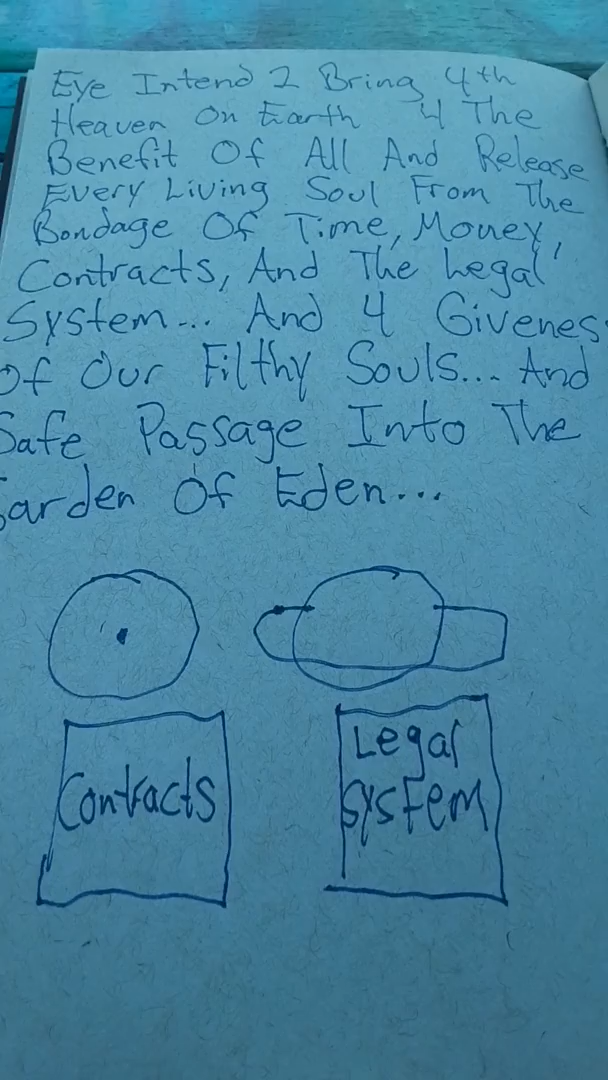 Eye Intend 2 Bring 4th
Heaven On Earth 4 The
Benefit Of All And Release
Every Living Soul From The
Bondage Of Time, Money,
Contracts, And The Legal
System... And 4 Givenes
Of Our Filthy Souls... And
Safe Passage Into The
Garden Of Eden...
Contracts
Legal
System